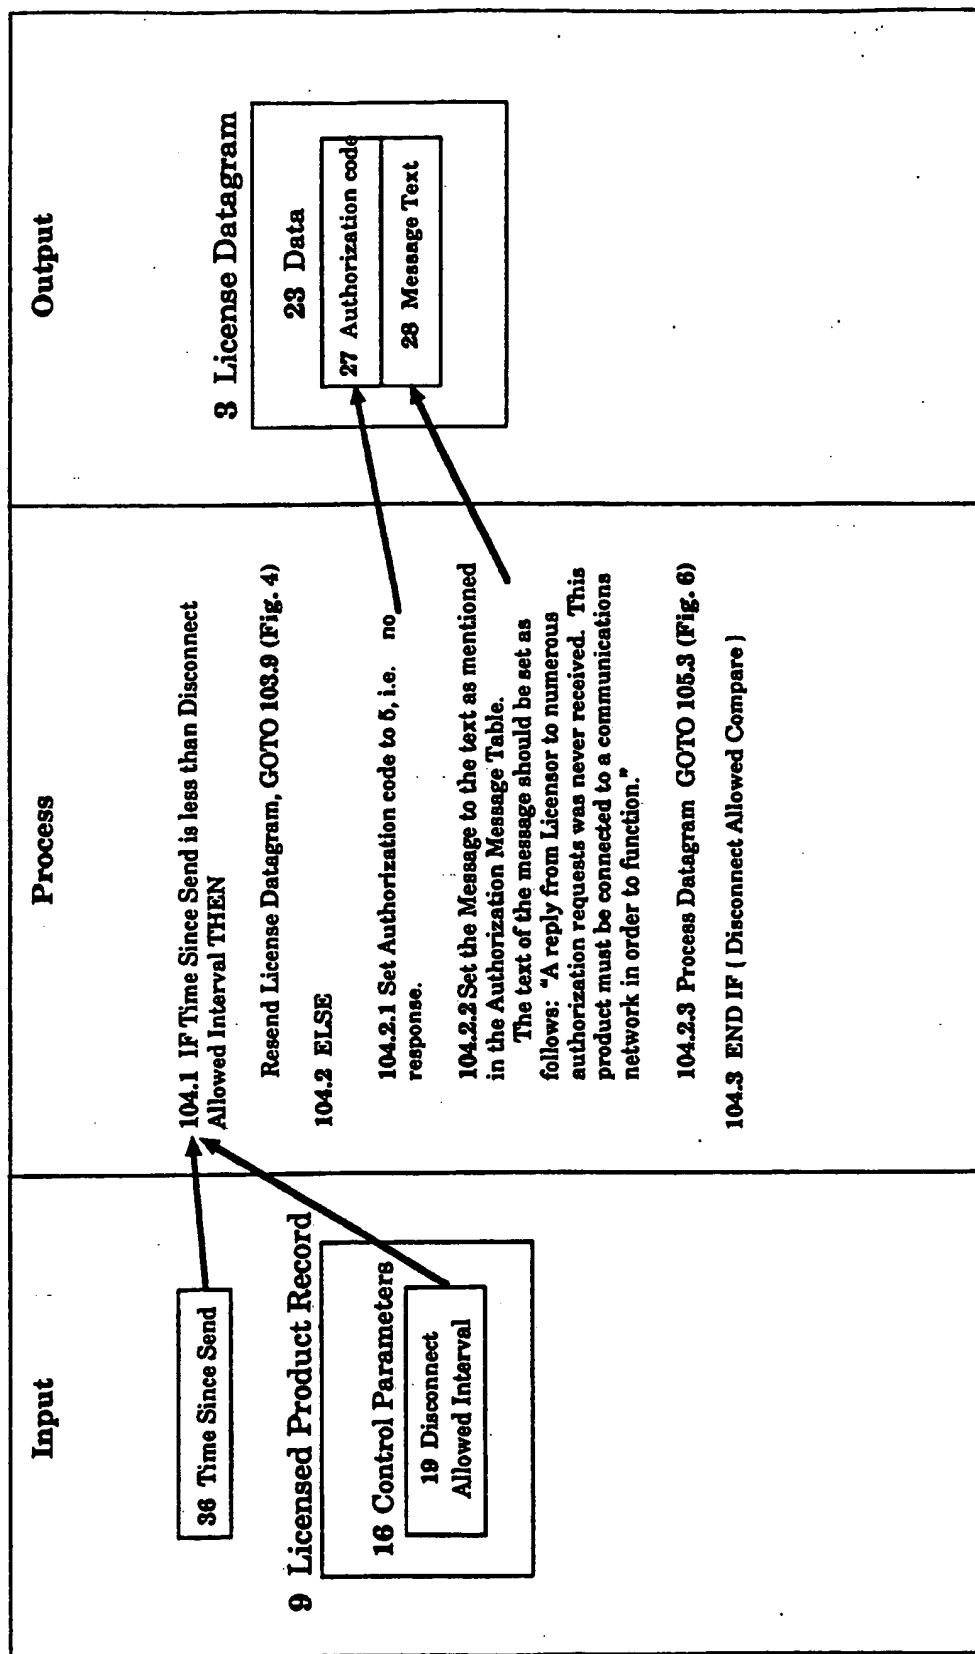 Input
36 Time Since Send
9 Licensed Product Record
16 Control Parameters
19 Disconnect
Allowed Interval
Process
104.1 IF Time Since Send is less than Disconnect
Allowed Interval THEN
Resend License Datagram, GOTO 103.9 (Fig. 4)
104.2 ELSE
104.2.1 Set Authorization code to 5, i.e. no
response.
104.2.2 Set the Message to the text as mentioned
in the Authorization Message Table.
The text of the message should be set as
follows: "A reply from Licensor to numerous
authorization requests was never received. This
product must be connected to a communications
network in order to function."
104.2.3 Process Datagram GOTO 105.3 (Fig. 6)
104.3 END IF { Disconnect Allowed Compare }
Output
3 License Datagram
23 Data
27 Authorization code
28 Message Text